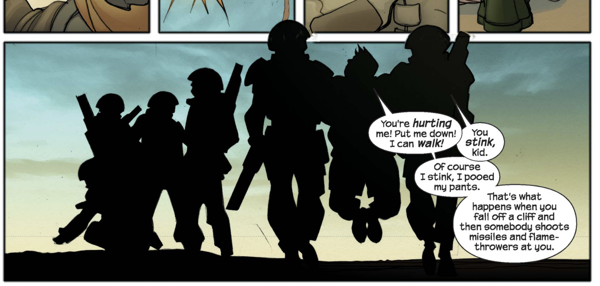 You're hurting
me! Put me down!
I can walk!
You
stink,
kid.
Of course
I stink, I pooed
my pants.
That's what
happens when you
fall off a cliff and
then somebody shoots
missiles and flame-
throwers at you.